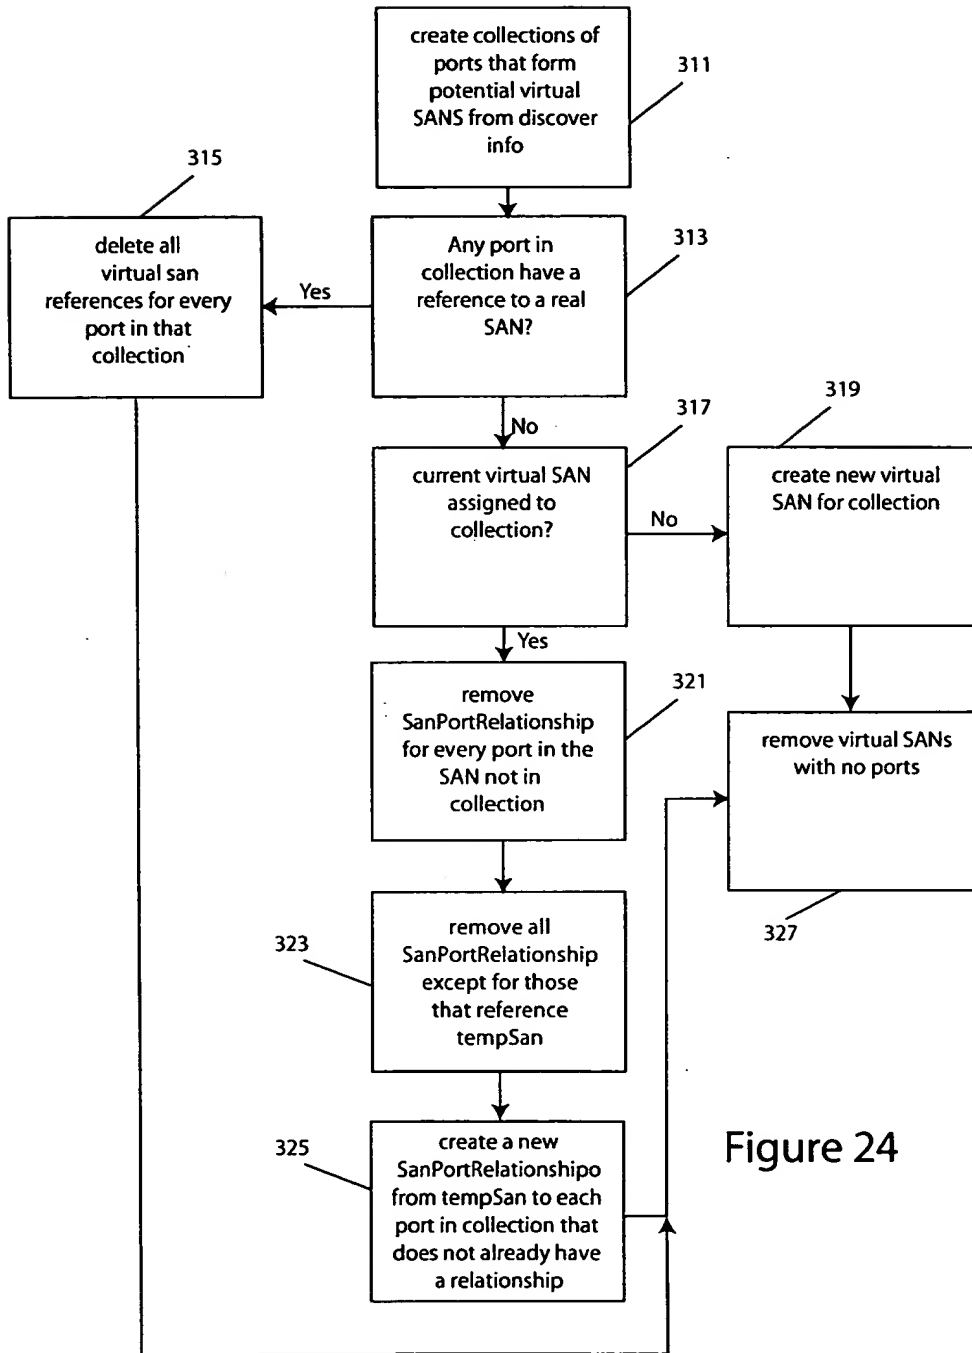 create collections of
ports that form
potential virtual
SANS from discover
info
311
315
delete all
virtual san
references for every
port in that
collection
Yes
Any port in
collection have a
reference to a real
SAN?
313
No
317
319
current virtual SAN
assigned to
collection?
No
create new virtual
SAN for collection
Yes
remove
SanPortRelationship
for every port in the
SAN not in
collection
321
remove virtual SANs
with no ports
327
323
remove all
SanPortRelationship
except for those
that reference
tempSan
325
create a new
SanPortRelationshipo
from tempSan to each
port in collection that
does not already have
a relationship
Figure 24